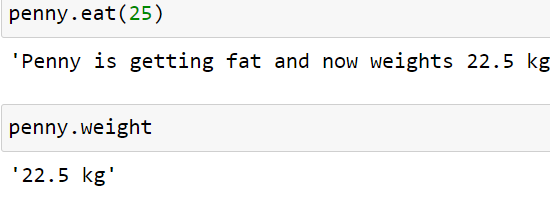 penny.eat(25)
'Penny is getting fat and now weights 22.5 kg
penny.weight
'22.5 kg'